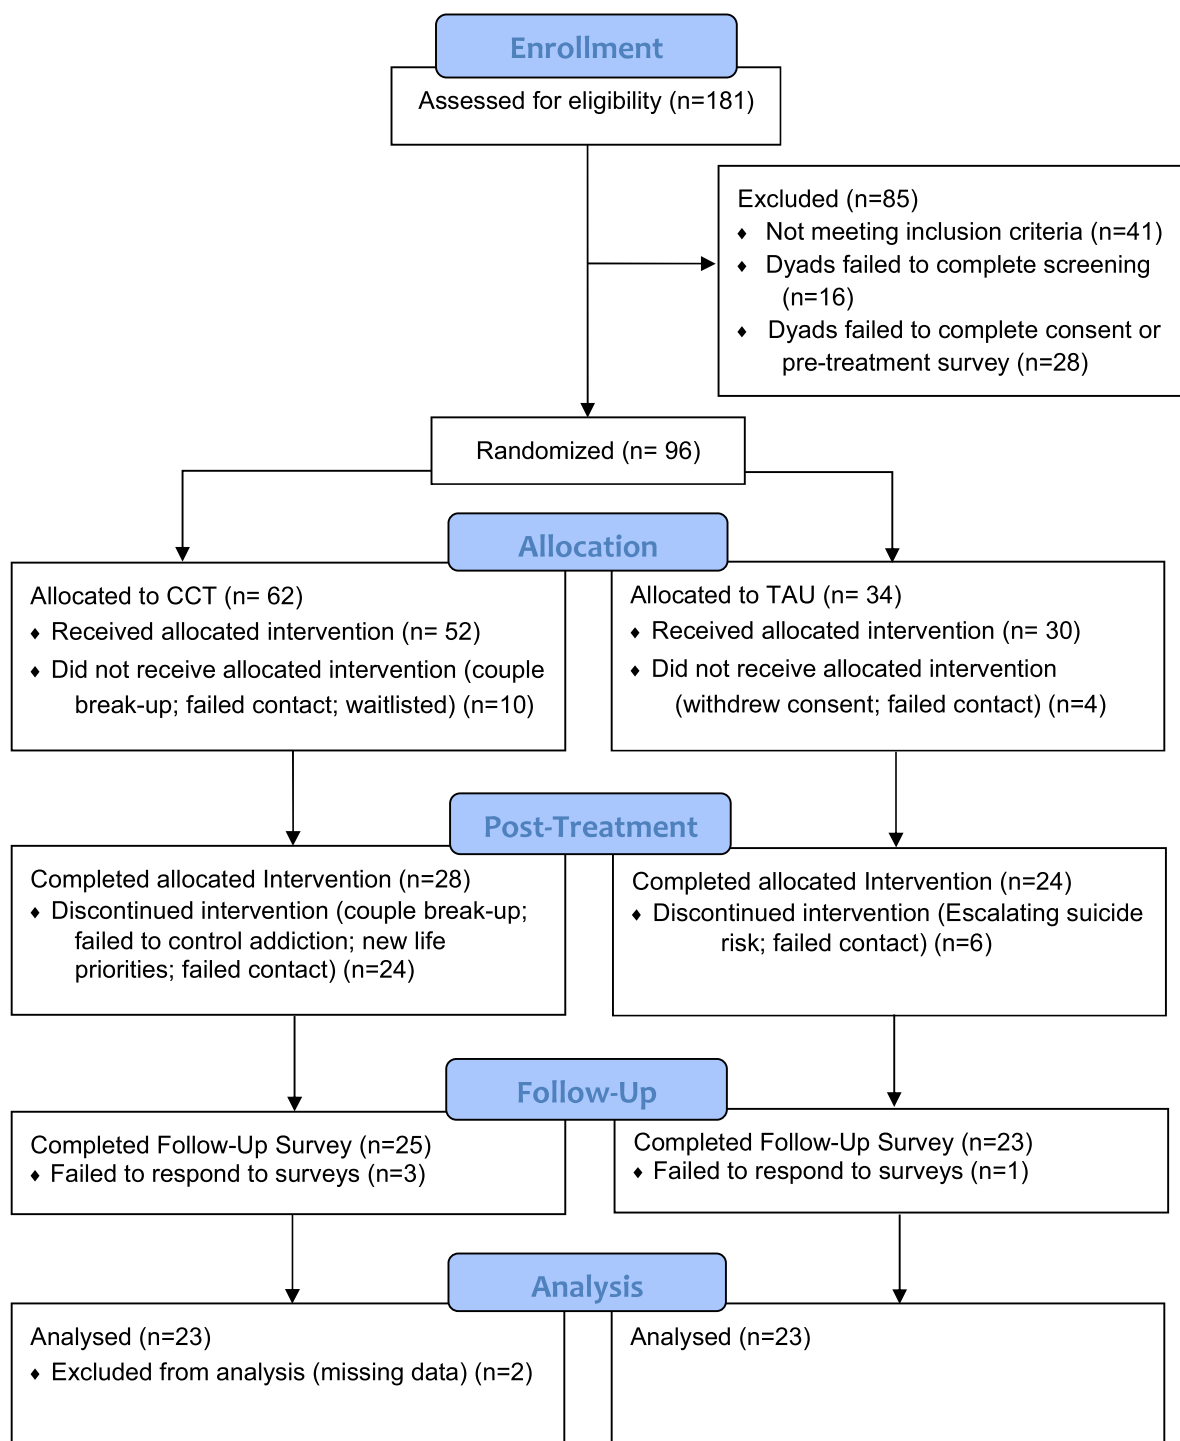 Enrollment
Assessed for eligibility (n=181)
Excluded (n=85)
♦ Not meeting inclusion criteria (n=41)
♦ Dyads failed to complete screening
(n=16)
♦ Dyads failed to complete consent or
pre-treatment survey (n=28)
Randomized (n= 96)
Allocation
Allocated to CCT (n= 62)
♦ Received allocated intervention (n= 52)
♦ Did not receive allocated intervention (couple
break-up; failed contact; waitlisted) (n=10)
Allocated to TAU (n= 34)
♦ Received allocated intervention (n= 30)
♦ Did not receive allocated intervention
(withdrew consent; failed contact) (n=4)
Post-Treatment
Completed allocated Intervention (n=28)
♦ Discontinued intervention (couple break-up;
failed to control addiction; new life
priorities; failed contact) (n=24)
Completed allocated Intervention (n=24)
♦ Discontinued intervention (Escalating suicide
risk; failed contact) (n=6)
Follow-Up
Completed Follow-Up Survey (n=25)
♦ Failed to respond to surveys (n=3)
Completed Follow-Up Survey (n=23)
♦ Failed to respond to surveys (n=1)
Analysis
Analysed (n=23)
♦ Excluded from analysis (missing data) (n=2)
Analysed (n=23)